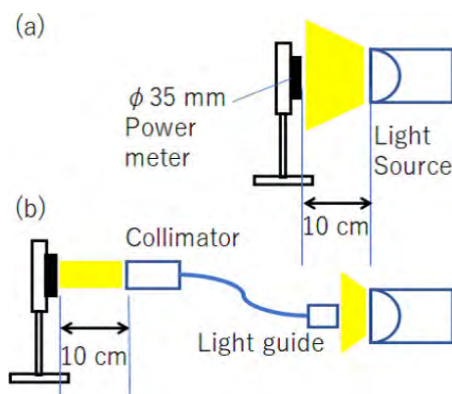 (a)
ϕ35 mm
Power
meter
Light
Source
10 cm
(b)
Collimator
10 cm
Light guide